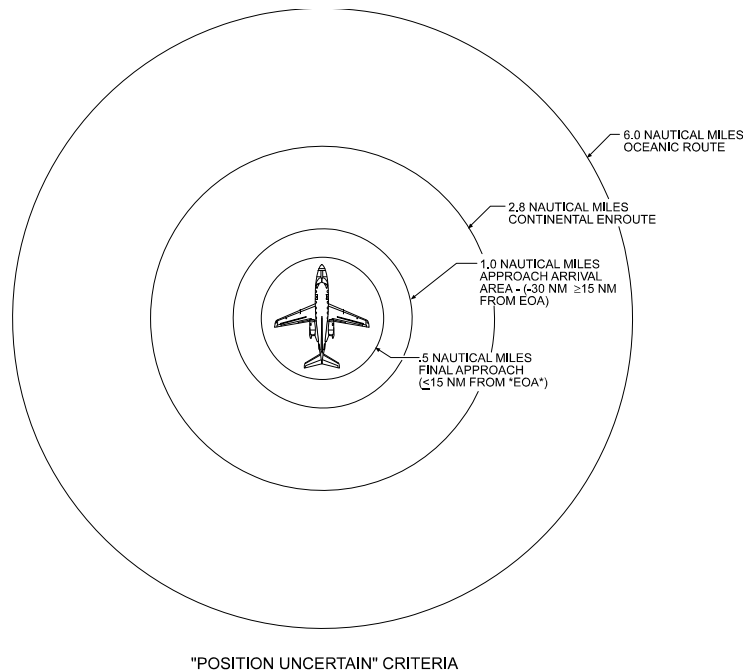 6.0 NAUTICAL MILES
OCEANIC ROUTE
2.8 NAUTICAL MILES
CONTINENTAL ENROUTE
1.0 NAUTICAL MILES
APPROACH ARRIVAL
AREA - (-30 NM ≥15 NM
FROM EOA)
.5 NAUTICAL MILES
FINAL APPROACH
(≤15 NM FROM *EOA*)
"POSITION UNCERTAIN" CRITERIA